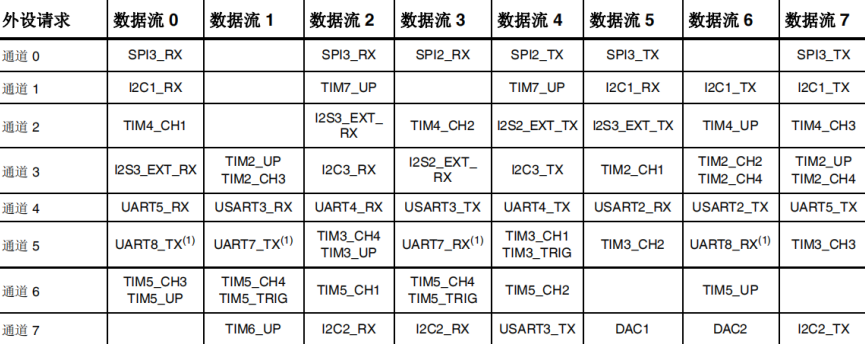 外设请求 数据流 0 数据流 1 数据流 2 数据流 3 数据流 4 数据流 5 数据流 6 数据流 7
通道 0 SPI3_RX SPI3_RX SPI2_RX SPI2_TX SPI3_TX SPI3_TX
通道 1 I2C1_RX TIM7_UP TIM7_UP I2C1_RX I2C1_TX I2C1_TX
通道 2 TIM4_CH1 I2S3_EXT_
RX TIM4_CH2 I2S2_EXT_TX I2S3_EXT_TX TIM4_UP TIM4_CH3
通道 3 I2S3_EXT_RX TIM2_UP
TIM2_CH3 I2C3_RX I2S2_EXT_
RX I2C3_TX TIM2_CH1 TIM2_CH2
TIM2_CH4 TIM2_UP
TIM2_CH4
通道 4 UART5_RX USART3_RX UART4_RX USART3_TX UART4_TX USART2_RX USART2_TX UART5_TX
通道 5 UART8_TX(1) UART7_TX(1) TIM3_CH4
TIM3_UP UART7_RX(1) TIM3_CH1
TIM3_TRIG TIM3_CH2 UART8_RX(1) TIM3_CH3
通道 6 TIM5_CH3
TIM5_UP TIM5_CH4
TIM5_TRIG TIM5_CH1 TIM5_CH4
TIM5_TRIG TIM5_CH2 TIM5_UP
通道 7 TIM6_UP I2C2_RX I2C2_RX USART3_TX DAC1 DAC2 I2C2_TX